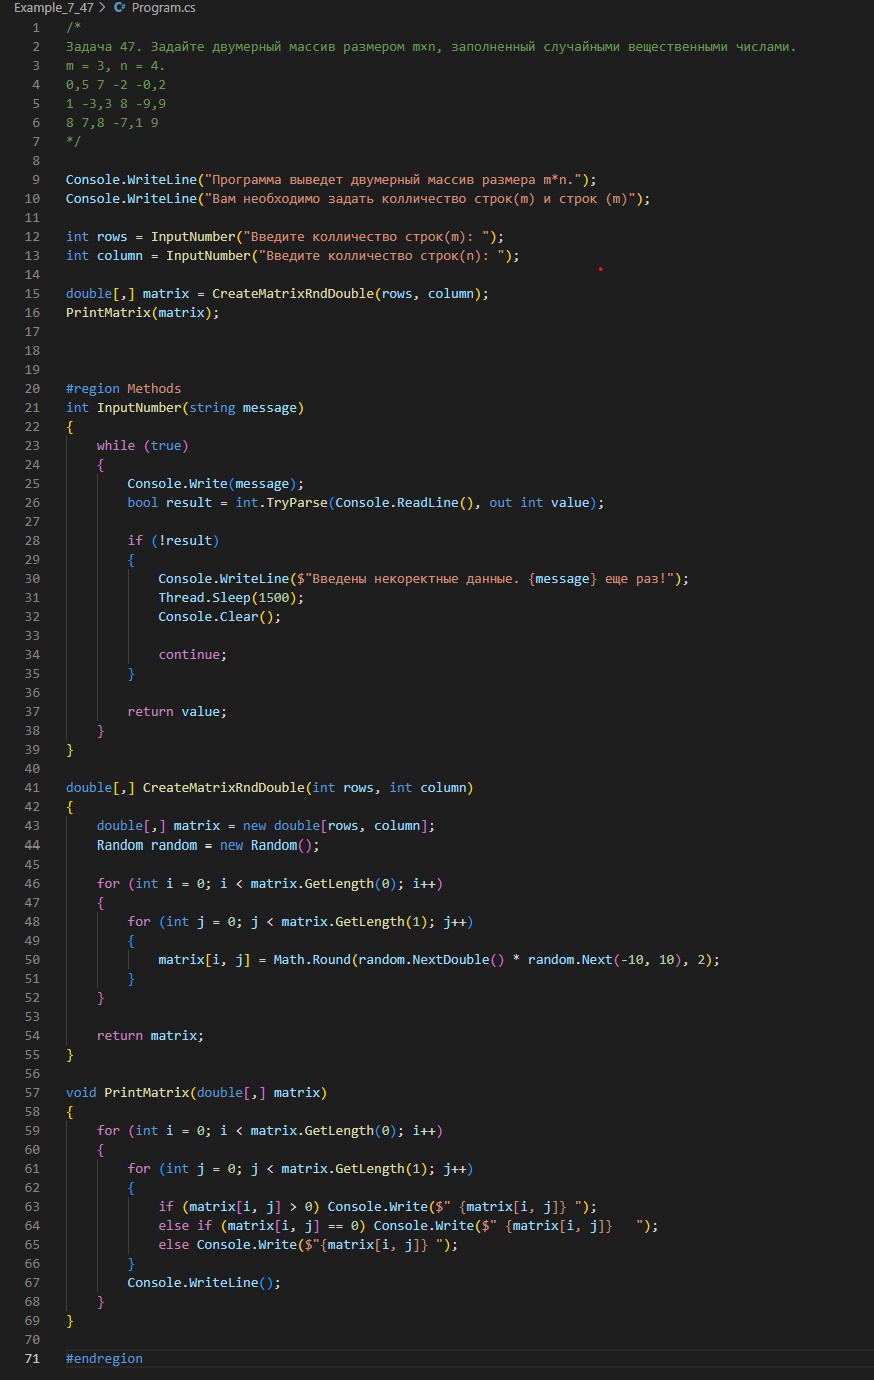 Example_7_47 > Program.cs
1 /*
2 Задача 47. Задайте двумерный массив размером m×n, заполненный случайными вещественными числами.
3 m = 3, n = 4.
4 0,5 7 -2 -0,2
5 1 -3,3 8 -9,9
6 8 7,8 -7,1 9
7 */
8
9 Console.WriteLine("Программа выведет двумерный массив размера m*n.");
10 Console.WriteLine("Вам необходимо задать колличество строк(m) и строк (m)");
11
12 int rows = InputNumber("Введите колличество строк(m): ");
13 int column = InputNumber("Введите колличество строк(n): ");
14
15 double[,] matrix = CreateMatrixRndDouble(rows, column);
16 PrintMatrix(matrix);
17
18
19
20 #region Methods
21 int InputNumber(string message)
22 {
23     while (true)
24     {
25         Console.Write(message);
26         bool result = int.TryParse(Console.ReadLine(), out int value);
27
28         if (!result)
29         {
30             Console.WriteLine($"Введены некоректные данные. {message} еще раз!");
31             Thread.Sleep(1500);
32             Console.Clear();
33
34             continue;
35         }
36
37         return value;
38     }
39 }
40
41 double[,] CreateMatrixRndDouble(int rows, int column)
42 {
43     double[,] matrix = new double[rows, column];
44     Random random = new Random();
45
46     for (int i = 0; i < matrix.GetLength(0); i++)
47     {
48         for (int j = 0; j < matrix.GetLength(1); j++)
49         {
50             matrix[i, j] = Math.Round(random.NextDouble() * random.Next(-10, 10), 2);
51         }
52     }
53
54     return matrix;
55 }
56
57 void PrintMatrix(double[,] matrix)
58 {
59     for (int i = 0; i < matrix.GetLength(0); i++)
60     {
61         for (int j = 0; j < matrix.GetLength(1); j++)
62         {
63             if (matrix[i, j] > 0) Console.Write($" {matrix[i, j]} ");
64             else if (matrix[i, j] == 0) Console.Write($" {matrix[i, j]}   ");
65             else Console.Write($"{matrix[i, j]} ");
66         }
67         Console.WriteLine();
68     }
69 }
70
71 #endregion